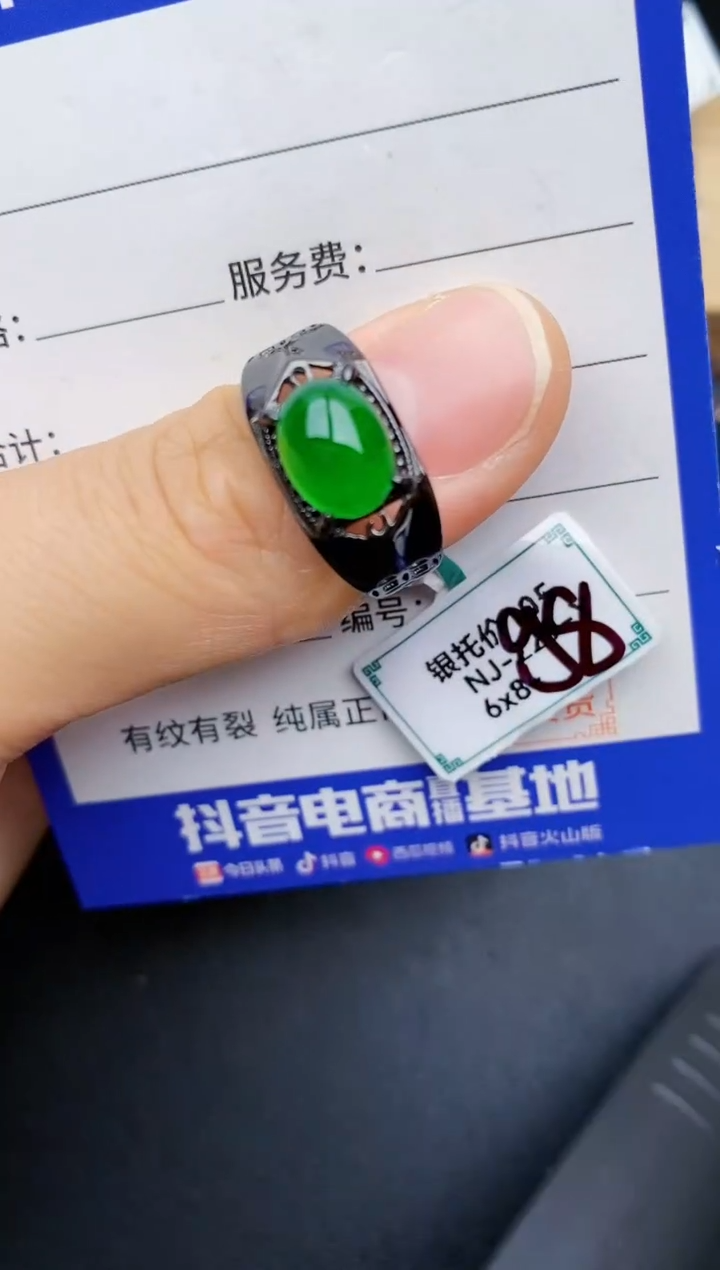 服务费：
编号：
银托价
NJ-
6x8
98
有纹有裂 纯属正
抖音电商直播基地
今日头条 抖音 西瓜视频 抖音火山版